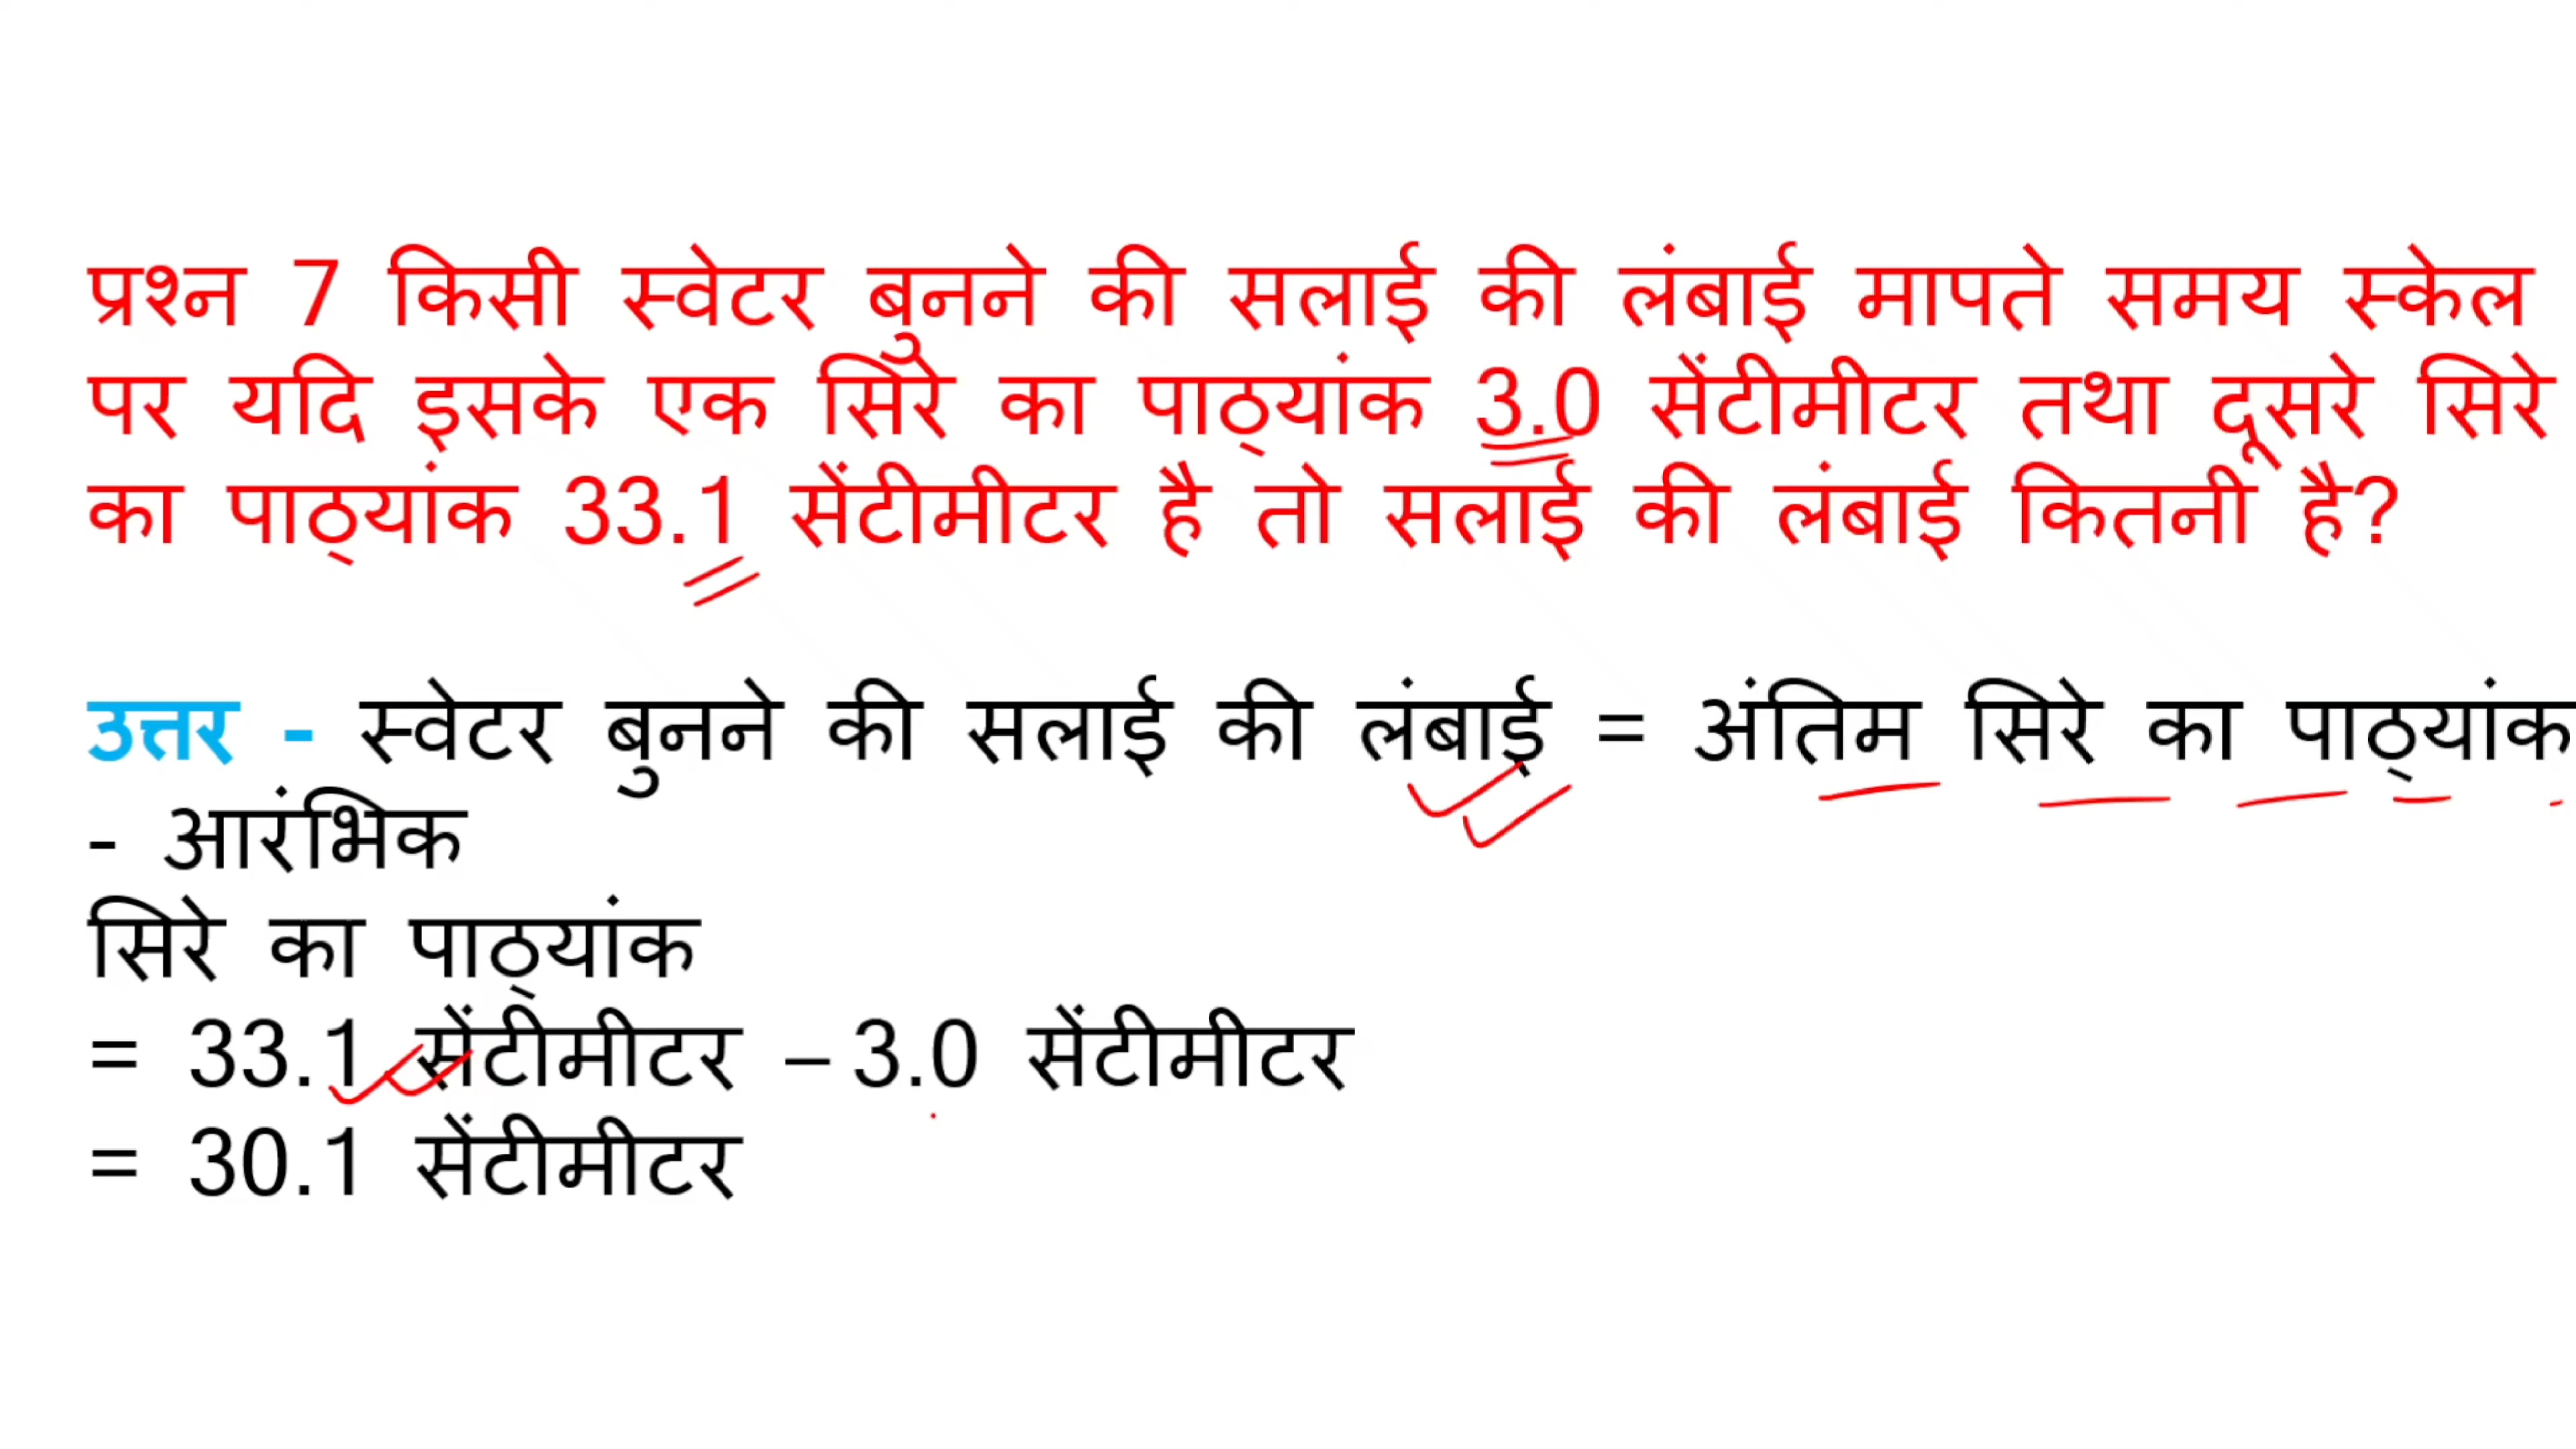 प्रश्न 7 किसी स्वेटर बुनने की सलाई की लंबाई मापते समय स्केल
पर यदि इसके एक सिरे का पाठ्यांक 3.0 सेंटीमीटर तथा दूसरे सिरे
का पाठ्यांक 33.1 सेंटीमीटर है तो सलाई की लंबाई कितनी है?
उत्तर - स्वेटर बुनने की सलाई की लंबाई = अंतिम सिरे का पाठ्यांक
- आरंभिक
सिरे का पाठ्यांक
= 33.1 सेंटीमीटर – 3.0 सेंटीमीटर
= 30.1 सेंटीमीटर